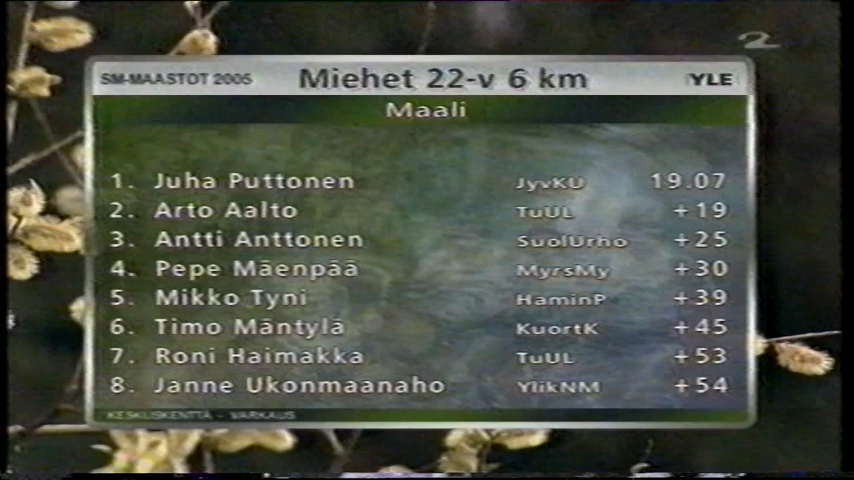 2
SM-MAASTOT 2005 Miehet 22-v 6 km YLE
Maali
1. Juha Puttonen JyvKU 19.07
2. Arto Aalto TuUL +19
3. Antti Anttonen SuolUrho +25
4. Pepe Mäenpää MyrsMy +30
5. Mikko Tyni HaminP +39
6. Timo Mäntylä KuortK +45
7. Roni Haimakka TuUL +53
8. Janne Ukonmaanaho YlikNM +54
KESKUSKENTTÄ - VARKAUS